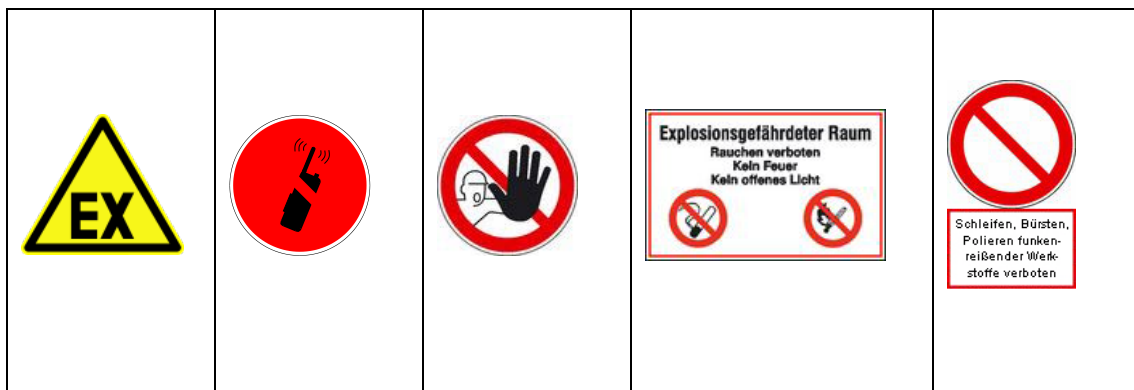 EX
Explosionsgefährdeter Raum
Rauchen verboten
Kein Feuer
Kein offenes Licht
Schleifen, Bürsten,
Polieren funken-
reißender Werk-
stoffe verboten